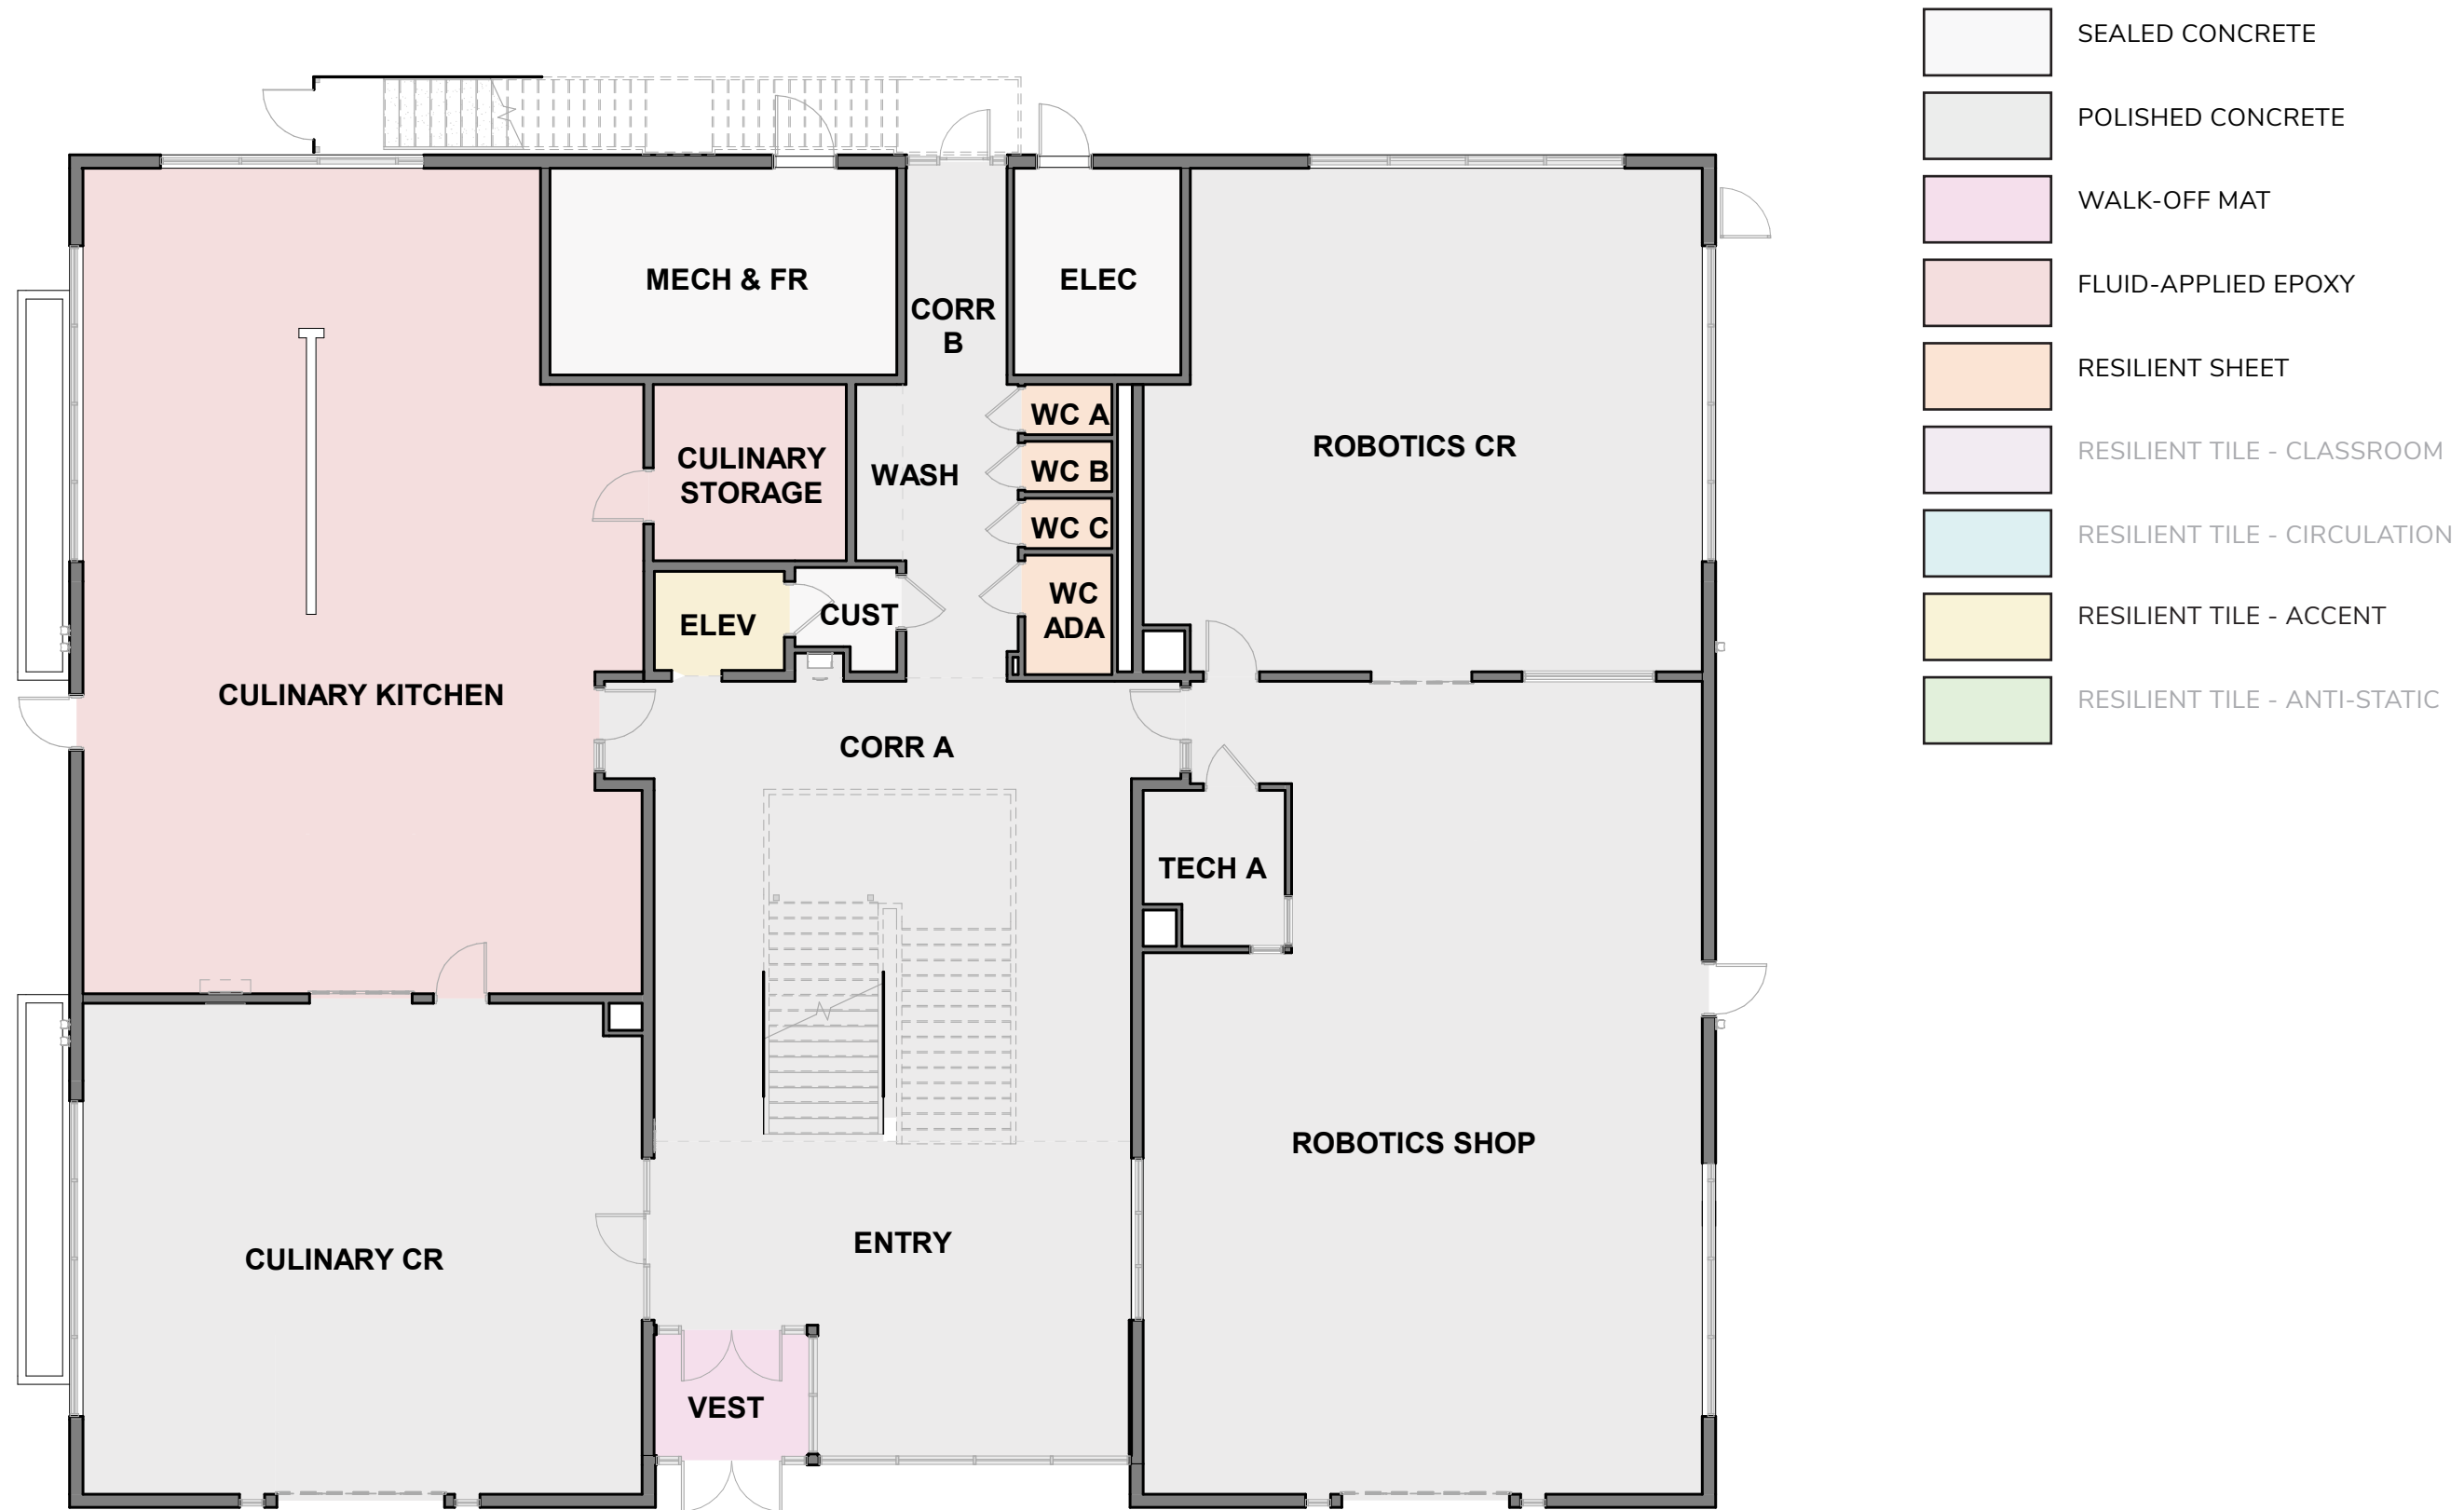 SEALED CONCRETE
POLISHED CONCRETE
WALK-OFF MAT
FLUID-APPLIED EPOXY
RESILIENT SHEET
RESILIENT TILE - CLASSROOM
RESILIENT TILE - CIRCULATION
RESILIENT TILE - ACCENT
RESILIENT TILE - ANTI-STATIC
MECH & FR
CORR
B
ELEC
WC A
CULINARY
STORAGE
WASH
WC B
ROBOTICS CR
WC C
ELEV
CUST
WC
ADA
CULINARY KITCHEN
CORR A
TECH A
ROBOTICS SHOP
CULINARY CR
ENTRY
VEST